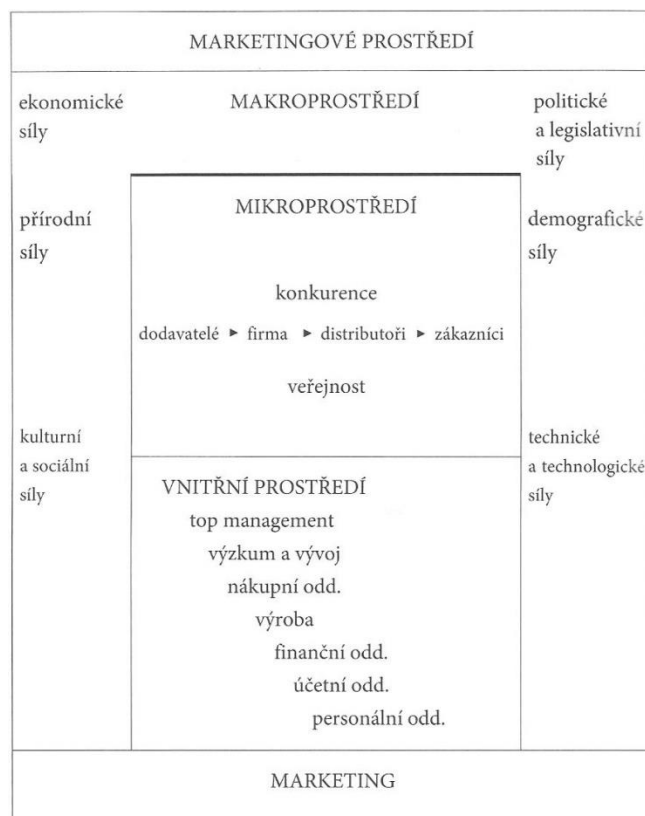 MARKETINGOVÉ PROSTŘEDÍ
ekonomické
síly
MAKROPROSTŘEDÍ
politické
a legislativní
síly
přírodní
síly
MIKROPROSTŘEDÍ
demografické
síly
konkurence
dodavatelé ► firma ► distributoři ► zákazníci
veřejnost
kulturní
a sociální
síly
technické
a technologické
síly
VNITŘNÍ PROSTŘEDÍ
top management
výzkum a vývoj
nákupní odd.
výroba
finanční odd.
účetní odd.
personální odd.
MARKETING